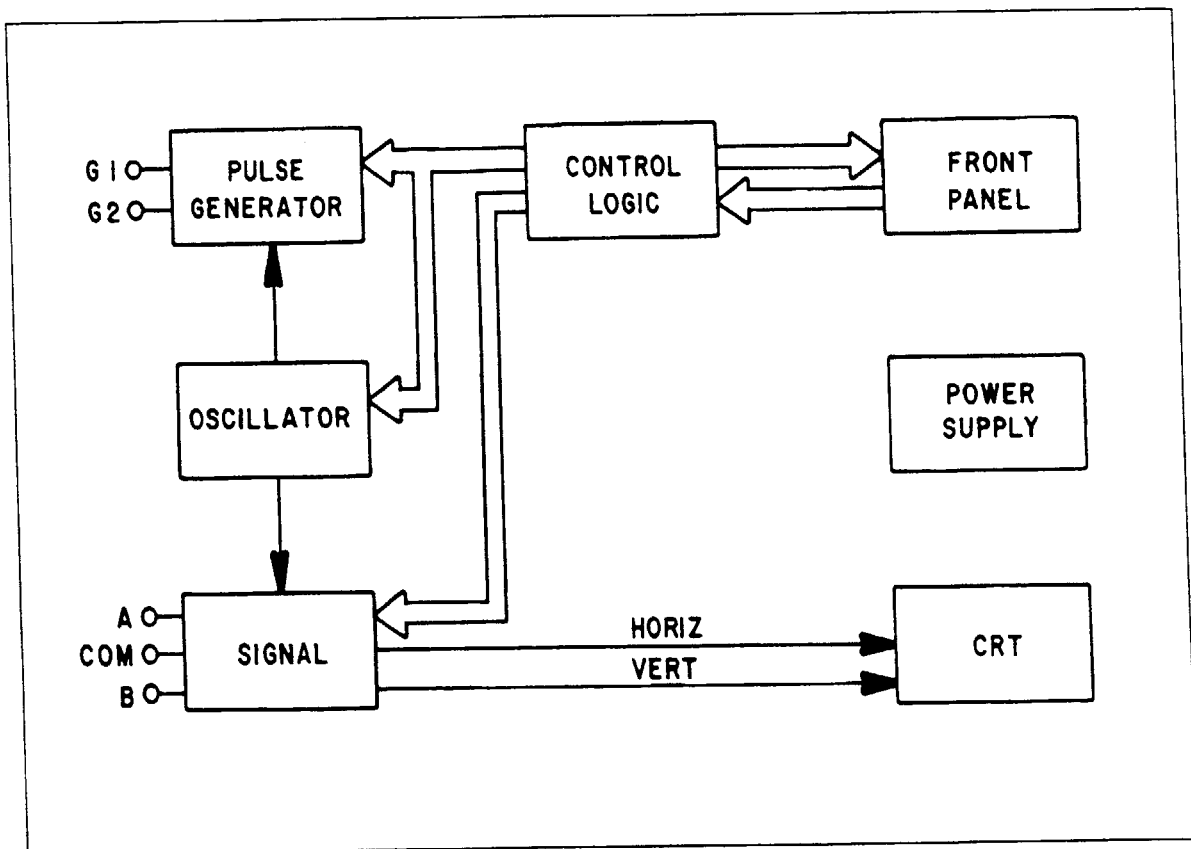 G1
G2
PULSE
GENERATOR
CONTROL
LOGIC
FRONT
PANEL
OSCILLATOR
POWER
SUPPLY
A
COM
B
SIGNAL
HORIZ
VERT
CRT